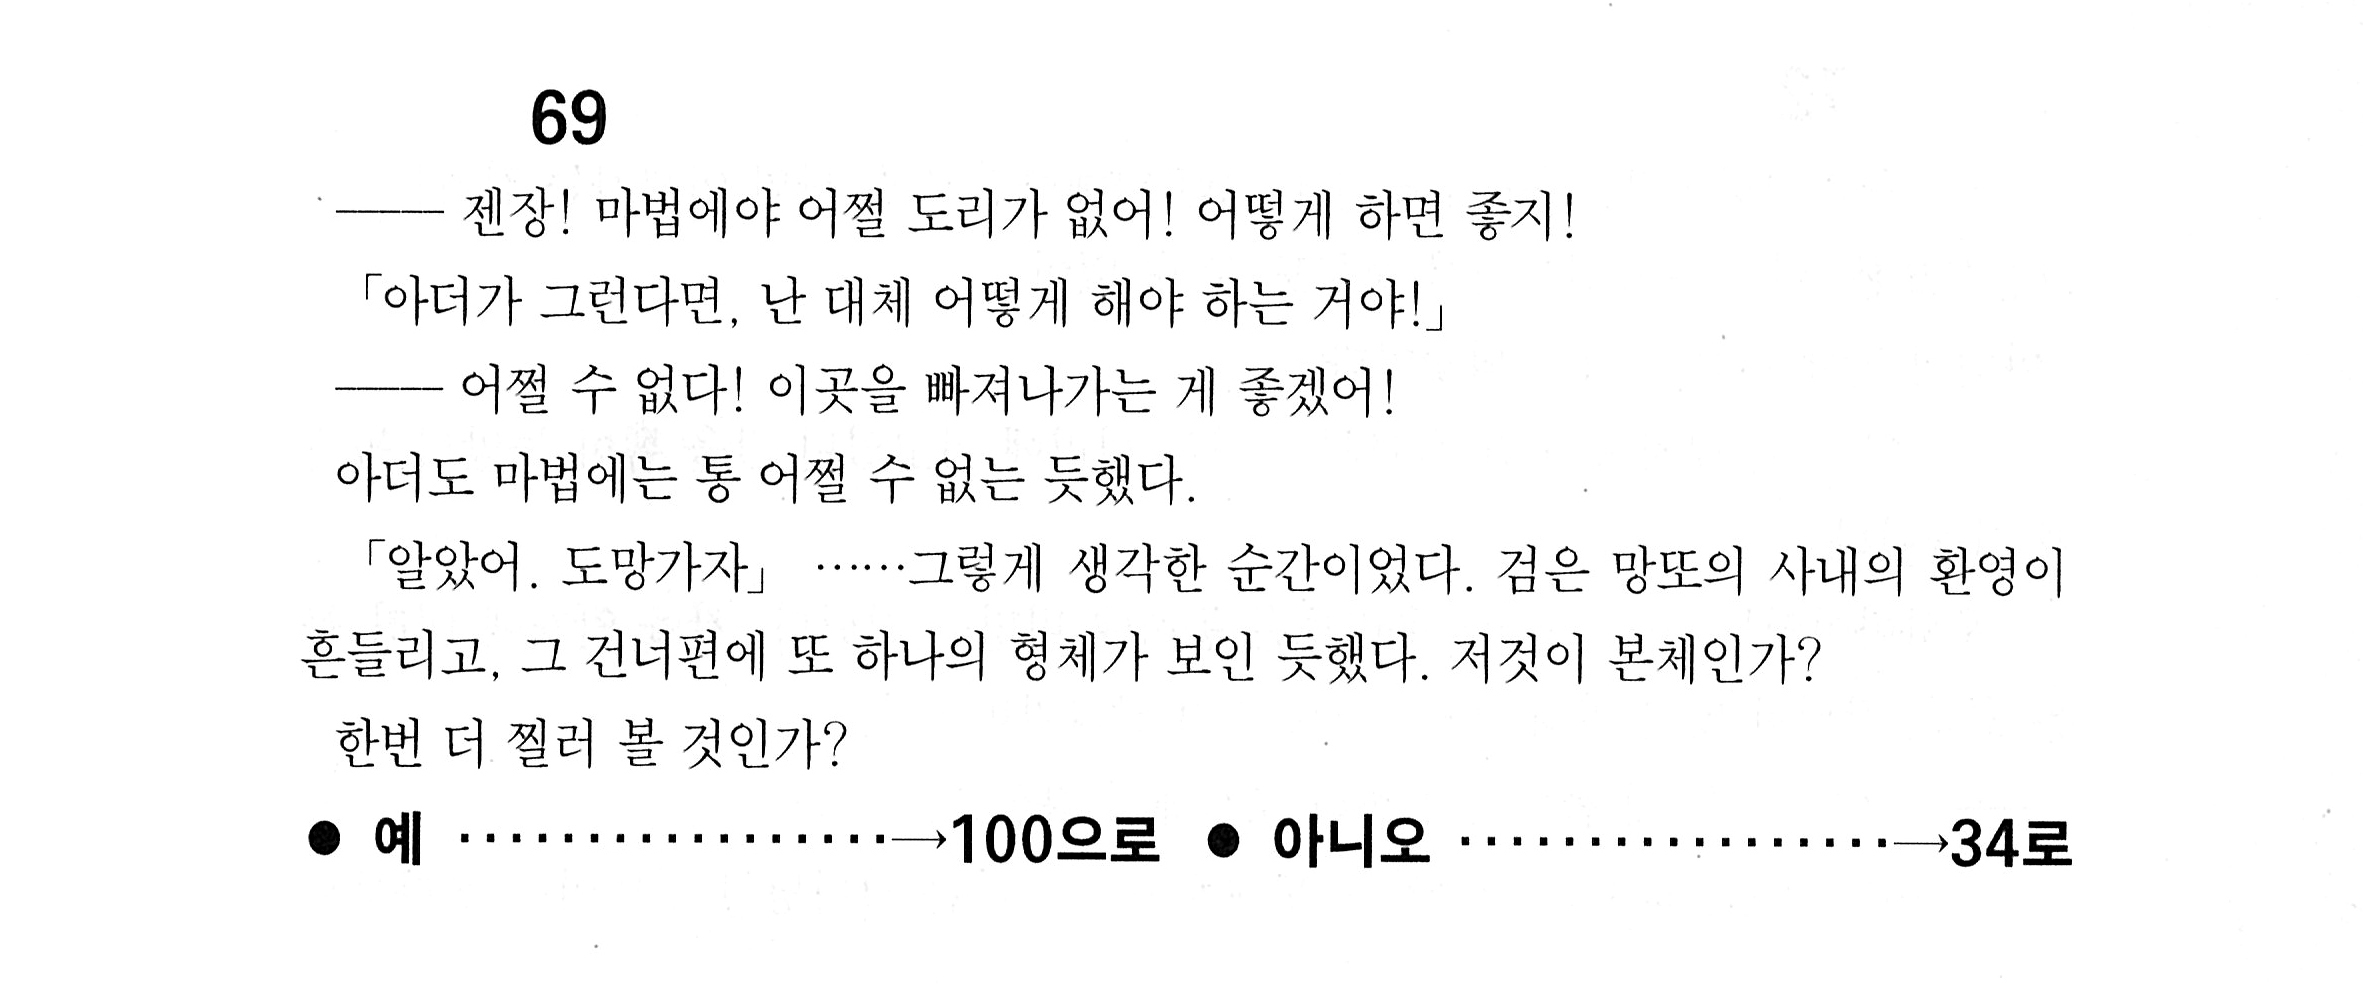 69
—— 젠장! 마법에야 어쩔 도리가 없어! 어떻게 하면 좋지!
「아더가 그런다면, 난 대체 어떻게 해야 하는 거야!」
—— 어쩔 수 없다! 이곳을 빠져나가는 게 좋겠어!
아더도 마법에는 통 어쩔 수 없는 듯했다.
「알았어. 도망가자」 ……그렇게 생각한 순간이었다. 검은 망또의 사내의 환영이
흔들리고, 그 건너편에 또 하나의 형체가 보인 듯했다. 저것이 본체인가?
한번 더 찔러 볼 것인가?
● 예 ·················→100으로 ● 아니오 ·················→34로